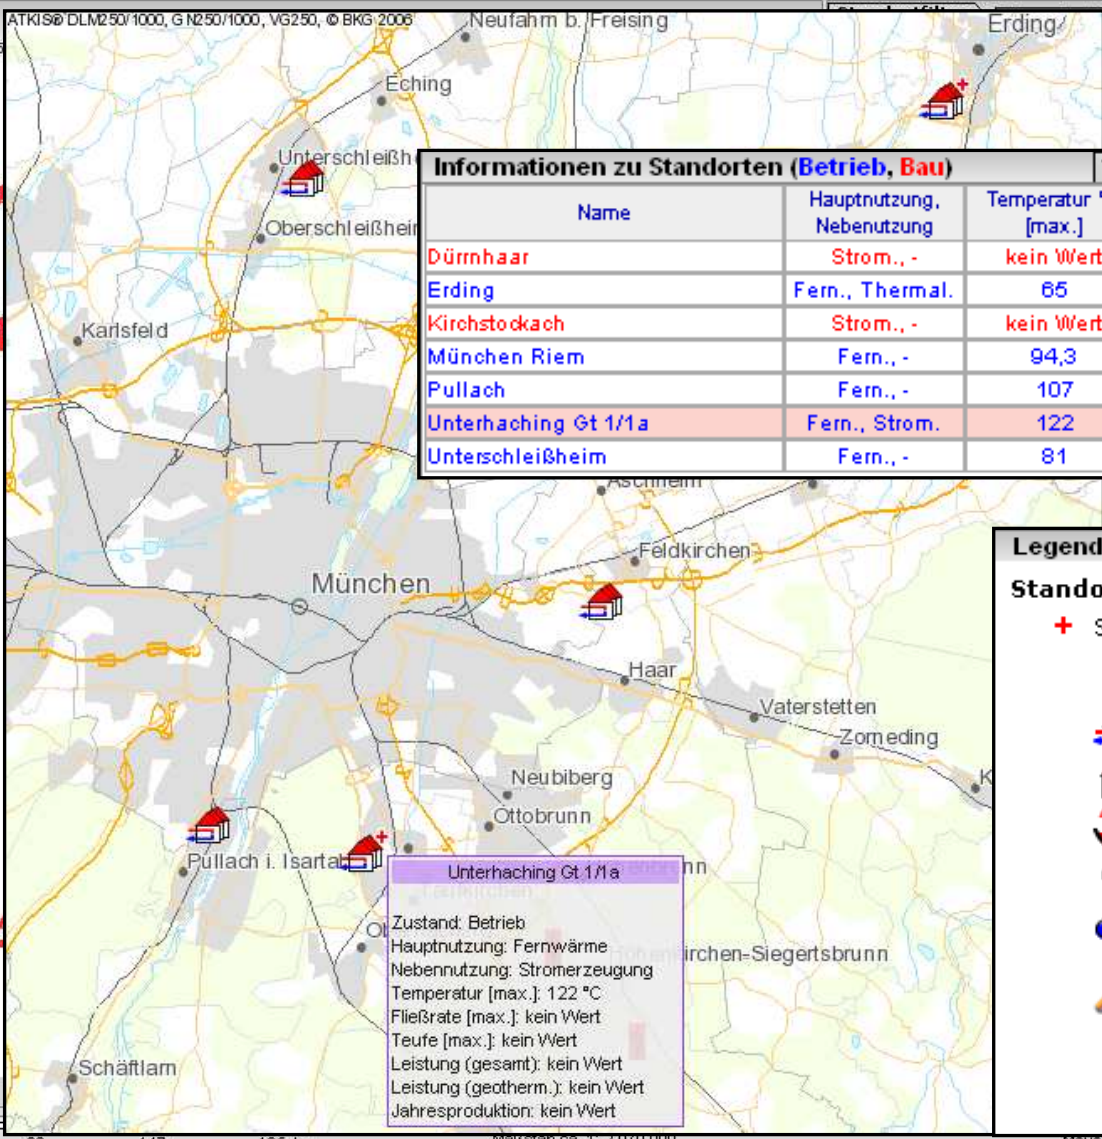 ATKIS® DLM250/1000, GN250/1000, VG250, © BKG 2006
Neufahrn b. Freising
Erding
Eching
Unterschleißh
Oberschleißhei
Karlsfeld
Informationen zu Standorten (Betrieb, Bau)
Name
Hauptnutzung, Nebenutzung
Temperatur
[max.]
Dürrnhaar
Strom., -
kein Wert
Erding
Fern., Thermal.
65
Kirchstockach
Strom., -
kein Wert
München Riem
Fern., -
94,3
Pullach
Fern., -
107
Unterhaching Gt 1/1a
Fern., Strom.
122
Unterschleißheim
Fern., -
81
Aschheim
Feldkirchen
München
Haar
Vaterstetten
Zorneding
K
Neubiberg
Ottobrunn
Pullach i. Isarta
Legend
Stando
+ S
Unterhaching Gt 1/1a
Zustand: Betrieb
Hauptnutzung: Fernwärme
Nebennutzung: Stromerzeugung
Temperatur [max.]: 122 °C
Fließrate [max.]: kein Wert
Teufe [max.]: kein Wert
Leistung (gesamt): kein Wert
Leistung (geotherm.): kein Wert
Jahresproduktion: kein Wert
Taufkirchen
Hohenkirchen-Siegertsbrunn
Schäftlarn